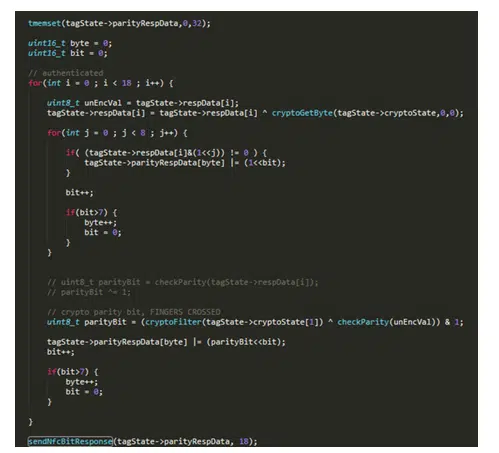 tmemset(tagState->parityRespData,0,32);
uint16_t byte = 0;
uint16_t bit = 0;
// authenticated
for(int i = 0 ; i < 18 ; i++) {
uint8_t unEncVal = tagState->respData[i];
tagState->respData[i] = tagState->respData[i] ^ cryptoGetByte(tagState->cryptoState,0,0);
for(int j = 0 ; j < 8 ; j++) {
if( (tagState->respData[i]&(1<<j)) != 0 ) {
tagState->parityRespData[byte] |= (1<<bit);
}
bit++;
if(bit>7) {
byte++;
bit = 0;
}
}
// uint8_t parityBit = checkParity(tagState->respData[i]);
// parityBit ^= 1;
// crypto parity bit, FINGERS CROSSED
uint8_t parityBit = (cryptoFilter(tagState->cryptoState[1]) ^ checkParity(unEncVal)) & 1;
tagState->parityRespData[byte] |= (parityBit<<bit);
bit++;
if(bit>7) {
byte++;
bit = 0;
}
}
sendNfcBitResponse(tagState->parityRespData, 18);